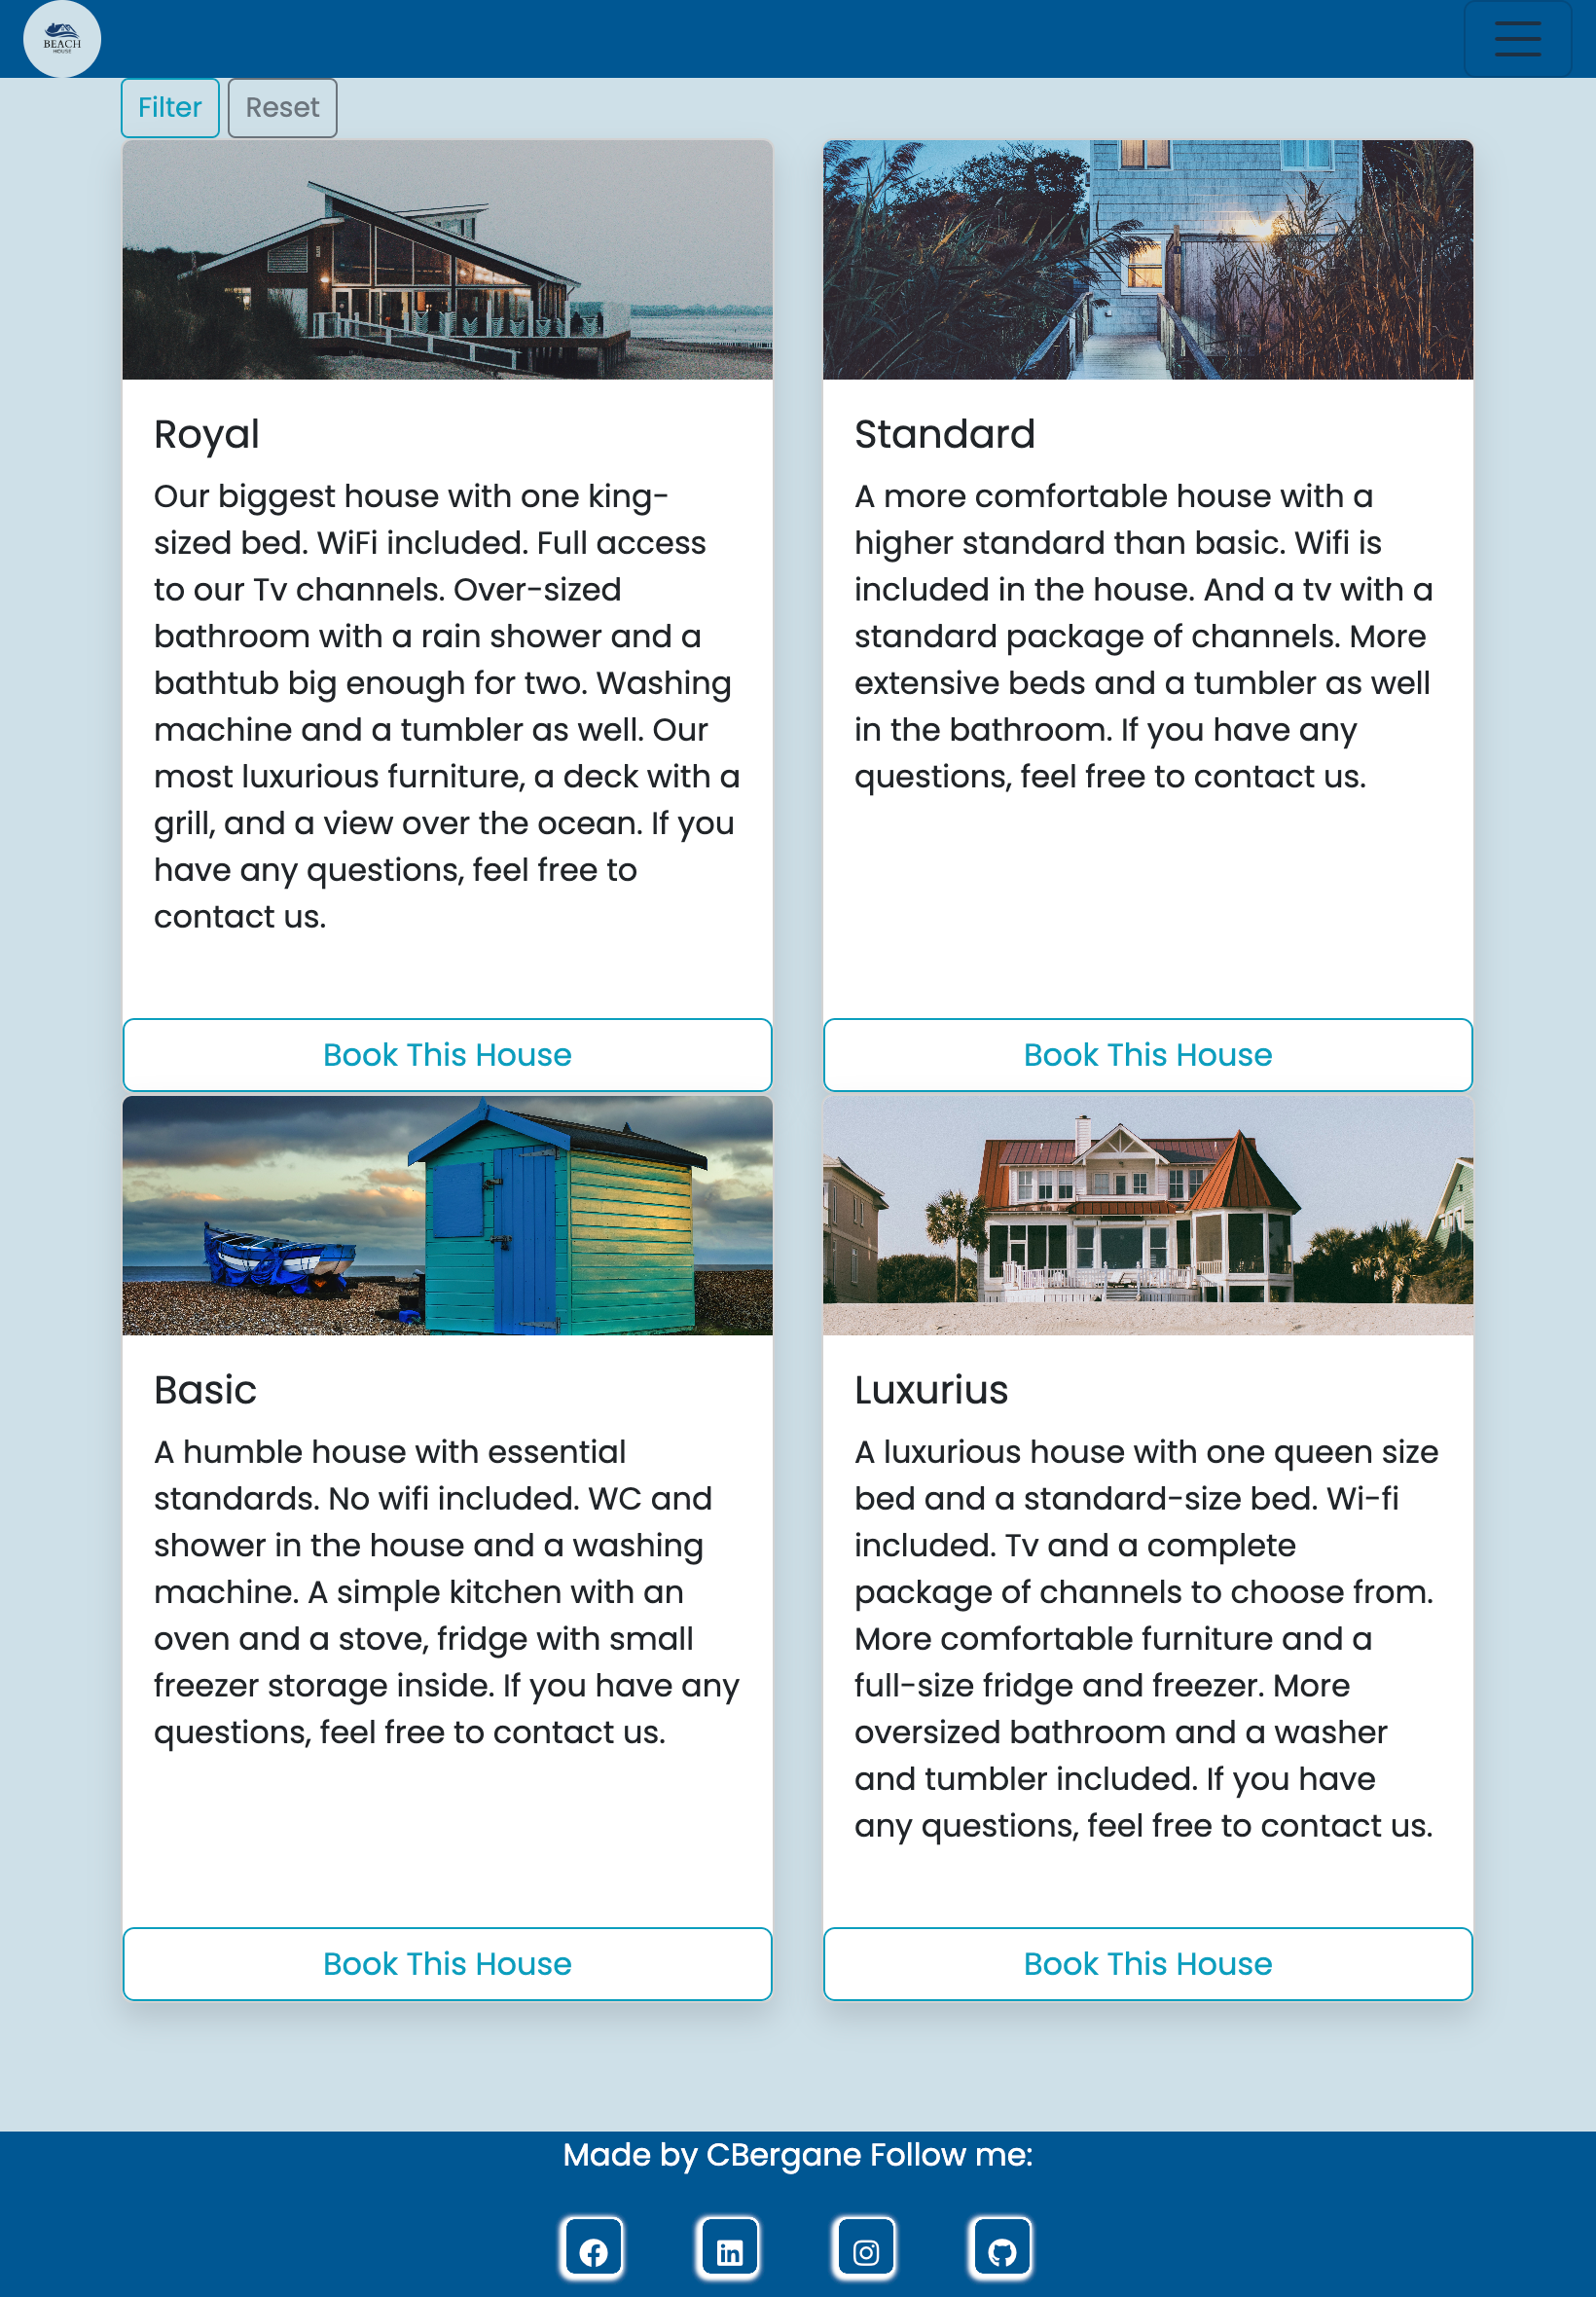 BEACH
HOUSE
Filter
Reset
Royal
Our biggest house with one king-
sized bed. WiFi included. Full access
to our Tv channels. Over-sized
bathroom with a rain shower and a
bathtub big enough for two. Washing
machine and a tumbler as well. Our
most luxurious furniture, a deck with a
grill, and a view over the ocean. If you
have any questions, feel free to
contact us.
Book This House
Standard
A more comfortable house with a
higher standard than basic. Wifi is
included in the house. And a tv with a
standard package of channels. More
extensive beds and a tumbler as well
in the bathroom. If you have any
questions, feel free to contact us.
Book This House
Basic
A humble house with essential
standards. No wifi included. WC and
shower in the house and a washing
machine. A simple kitchen with an
oven and a stove, fridge with small
freezer storage inside. If you have any
questions, feel free to contact us.
Book This House
Luxurius
A luxurious house with one queen size
bed and a standard-size bed. Wi-fi
included. Tv and a complete
package of channels to choose from.
More comfortable furniture and a
full-size fridge and freezer. More
oversized bathroom and a washer
and tumbler included. If you have
any questions, feel free to contact us.
Book This House
Made by CBergane Follow me: